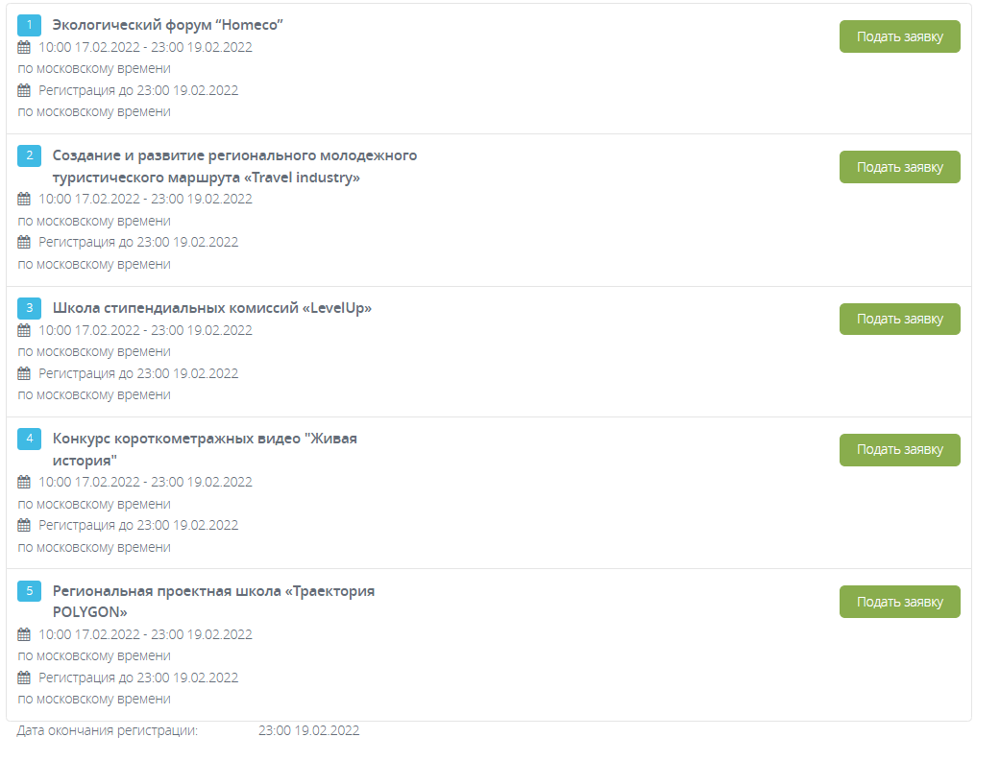 1 Экологический форум “Homeco”
Подать заявку
10:00 17.02.2022 - 23:00 19.02.2022
по московскому времени
Регистрация до 23:00 19.02.2022
по московскому времени
2 Создание и развитие регионального молодежного
туристического маршрута «Travel industry»
Подать заявку
10:00 17.02.2022 - 23:00 19.02.2022
по московскому времени
Регистрация до 23:00 19.02.2022
по московскому времени
3 Школа стипендиальных комиссий «LevelUp»
Подать заявку
10:00 17.02.2022 - 23:00 19.02.2022
по московскому времени
Регистрация до 23:00 19.02.2022
по московскому времени
4 Конкурс короткометражных видео "Живая
история"
Подать заявку
10:00 17.02.2022 - 23:00 19.02.2022
по московскому времени
Регистрация до 23:00 19.02.2022
по московскому времени
5 Региональная проектная школа «Траектория
POLYGON»
Подать заявку
10:00 17.02.2022 - 23:00 19.02.2022
по московскому времени
Регистрация до 23:00 19.02.2022
по московскому времени
Дата окончания регистрации: 23:00 19.02.2022